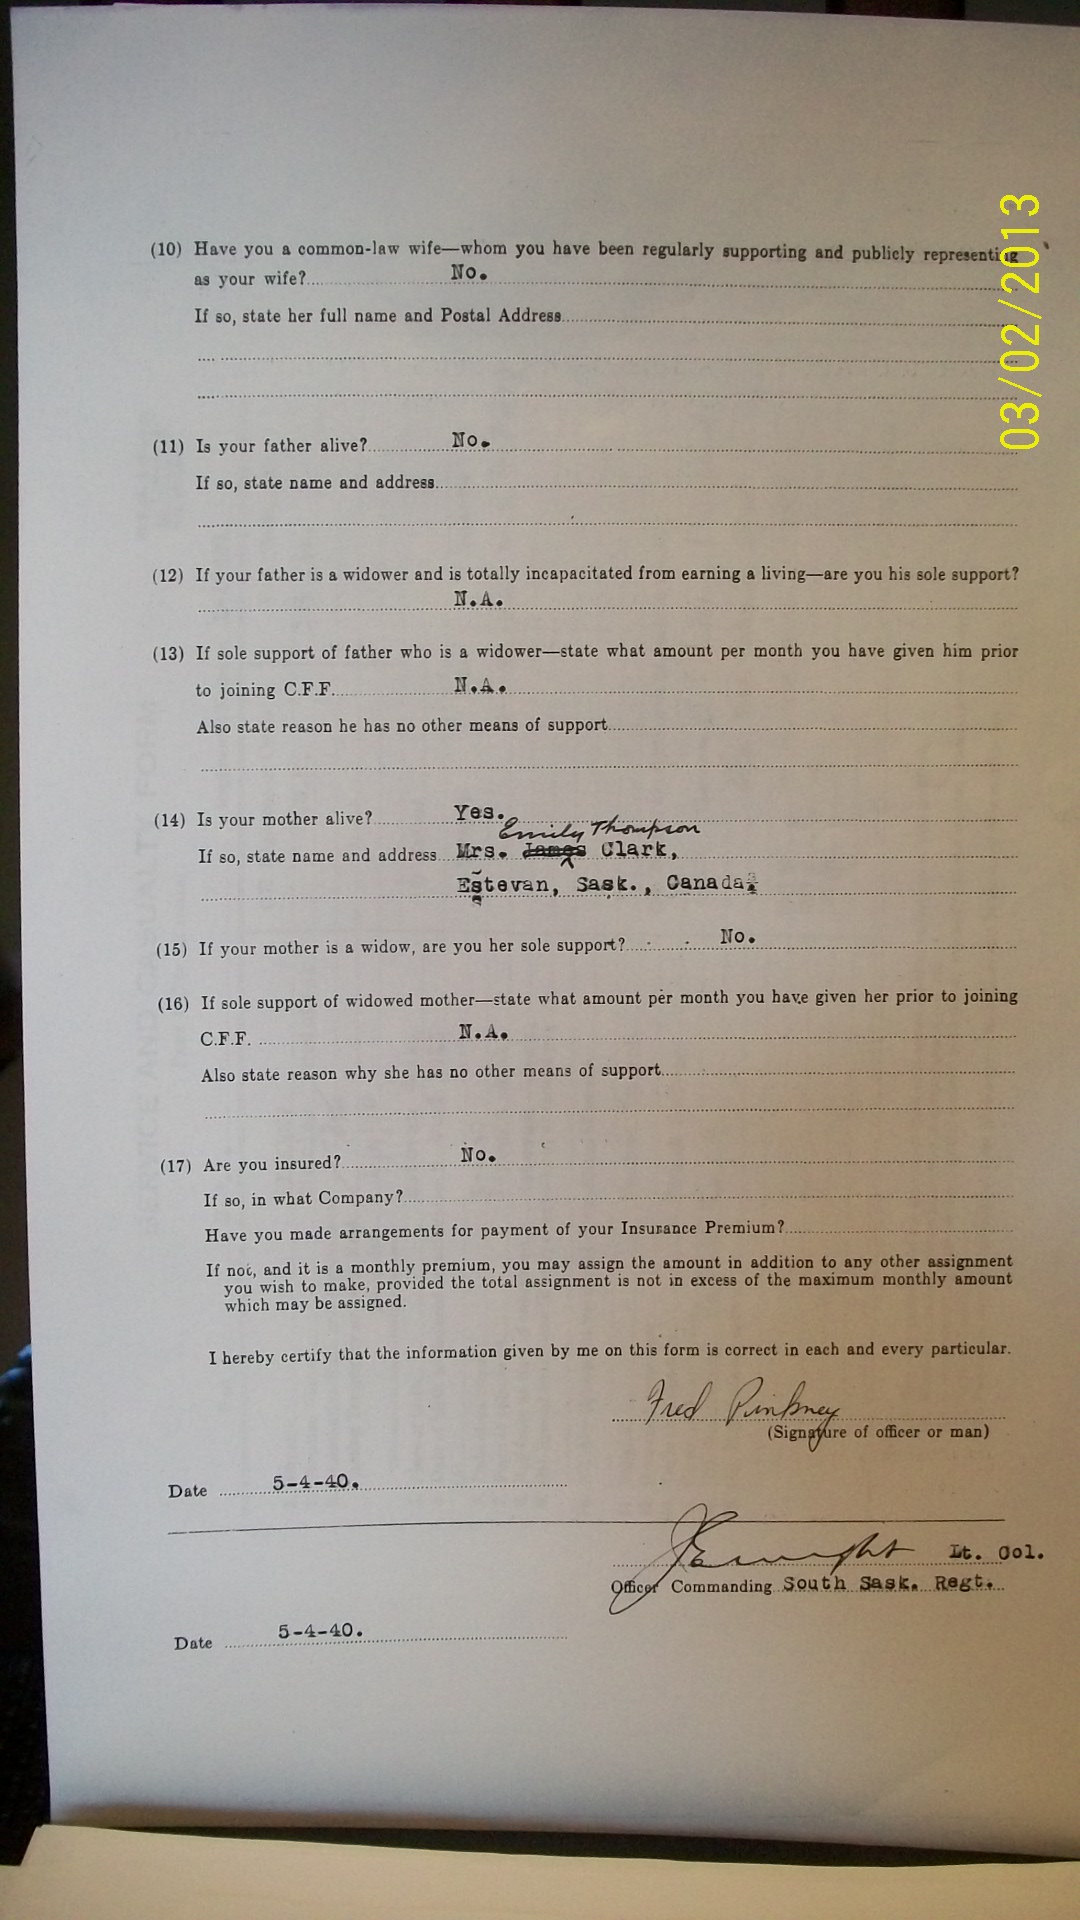 (10) Have you a common-law wife—whom you have been regularly supporting and publicly representing
as your wife? No.
If so, state her full name and Postal Address
(11) Is your father alive? No.
If so, state name and address
(12) If your father is a widower and is totally incapacitated from earning a living—are you his sole support?
N.A.
(13) If sole support of father who is a widower—state what amount per month you have given him prior
to joining C.F.F. N.A.
Also state reason he has no other means of support
(14) Is your mother alive? Yes.
Emily Thompson
If so, state name and address Mrs. James Clark,
Estevan, Sask., Canada
(15) If your mother is a widow, are you her sole support? No.
(16) If sole support of widowed mother—state what amount per month you have given her prior to joining
C.F.F. N.A.
Also state reason why she has no other means of support
(17) Are you insured? No.
If so, in what Company?
Have you made arrangements for payment of your Insurance Premium?
If not, and it is a monthly premium, you may assign the amount in addition to any other assignment
you wish to make, provided the total assignment is not in excess of the maximum monthly amount
which may be assigned.
I hereby certify that the information given by me on this form is correct in each and every particular.
Fred Pinkney
(Signature of officer or man)
Date 5-4-40.
Lt. Col.
Officer Commanding South Sask. Regt.
Date 5-4-40.
03/02/2013